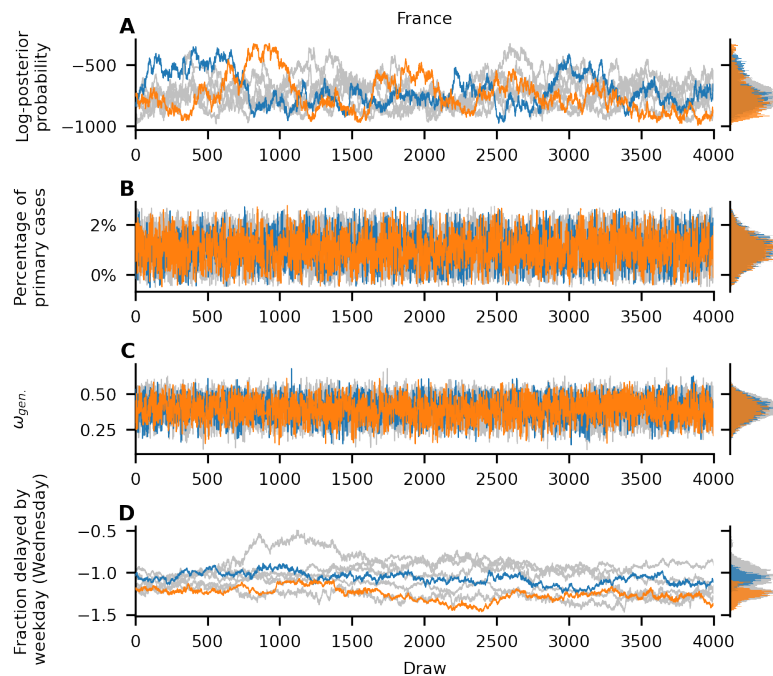 France
A
Log-posterior
probability
−500
−1000
0 500 1000 1500 2000 2500 3000 3500 4000
B
Percentage of
primary cases
2%
0%
0 500 1000 1500 2000 2500 3000 3500 4000
C
ω_gen.
0.50
0.25
0 500 1000 1500 2000 2500 3000 3500 4000
D
Fraction delayed by
weekday (Wednesday)
−0.5
−1.0
−1.5
0 500 1000 1500 2000 2500 3000 3500 4000
Draw